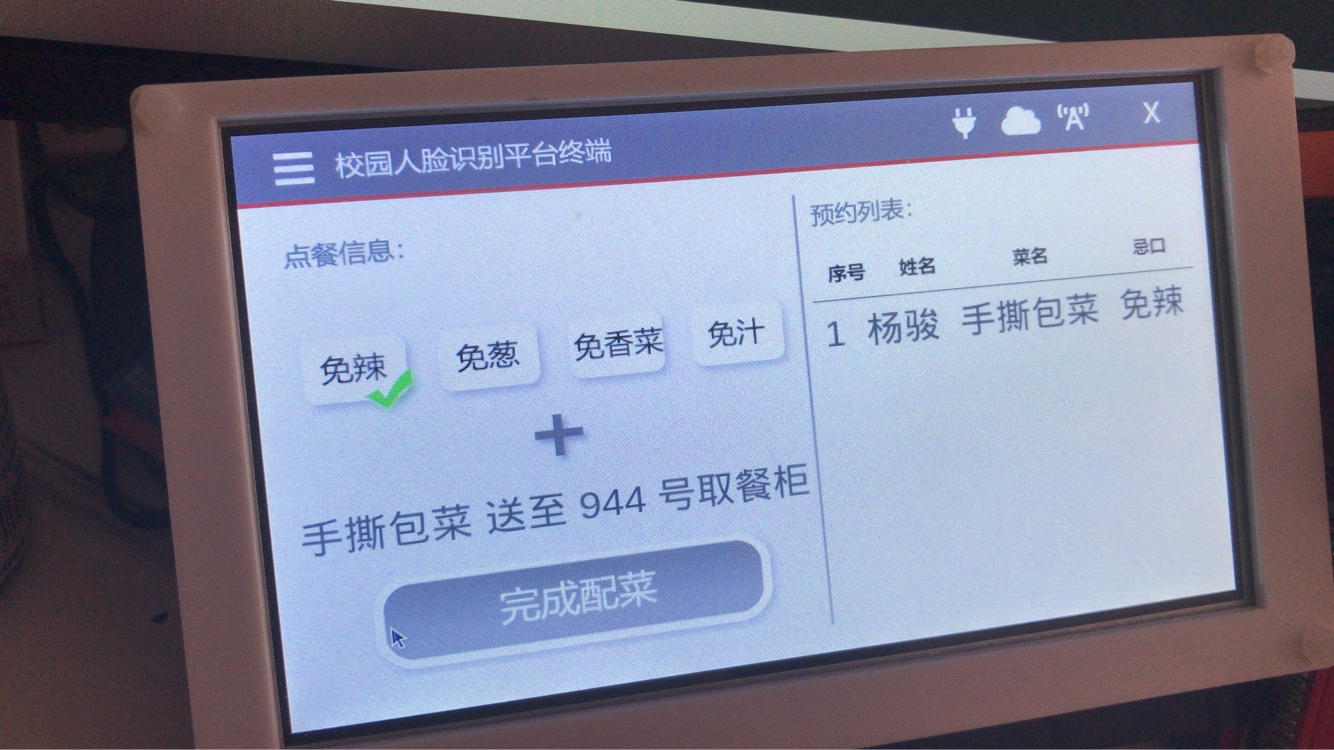 校园人脸识别平台终端 X
点餐信息：
免辣 免葱 免香菜 免汁
+
手撕包菜 送至 944 号取餐柜
完成配菜
预约列表：
序号 姓名 菜名 忌口
1 杨骏 手撕包菜 免辣